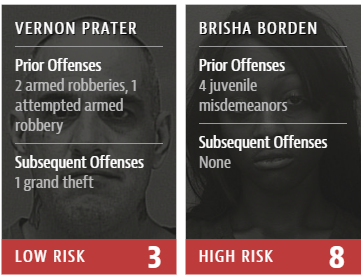 VERNON PRATER
Prior Offenses
2 armed robberies, 1
attempted armed
robbery
Subsequent Offenses
1 grand theft
LOW RISK 3
BRISHA BORDEN
Prior Offenses
4 juvenile
misdemeanors
Subsequent Offenses
None
HIGH RISK 8